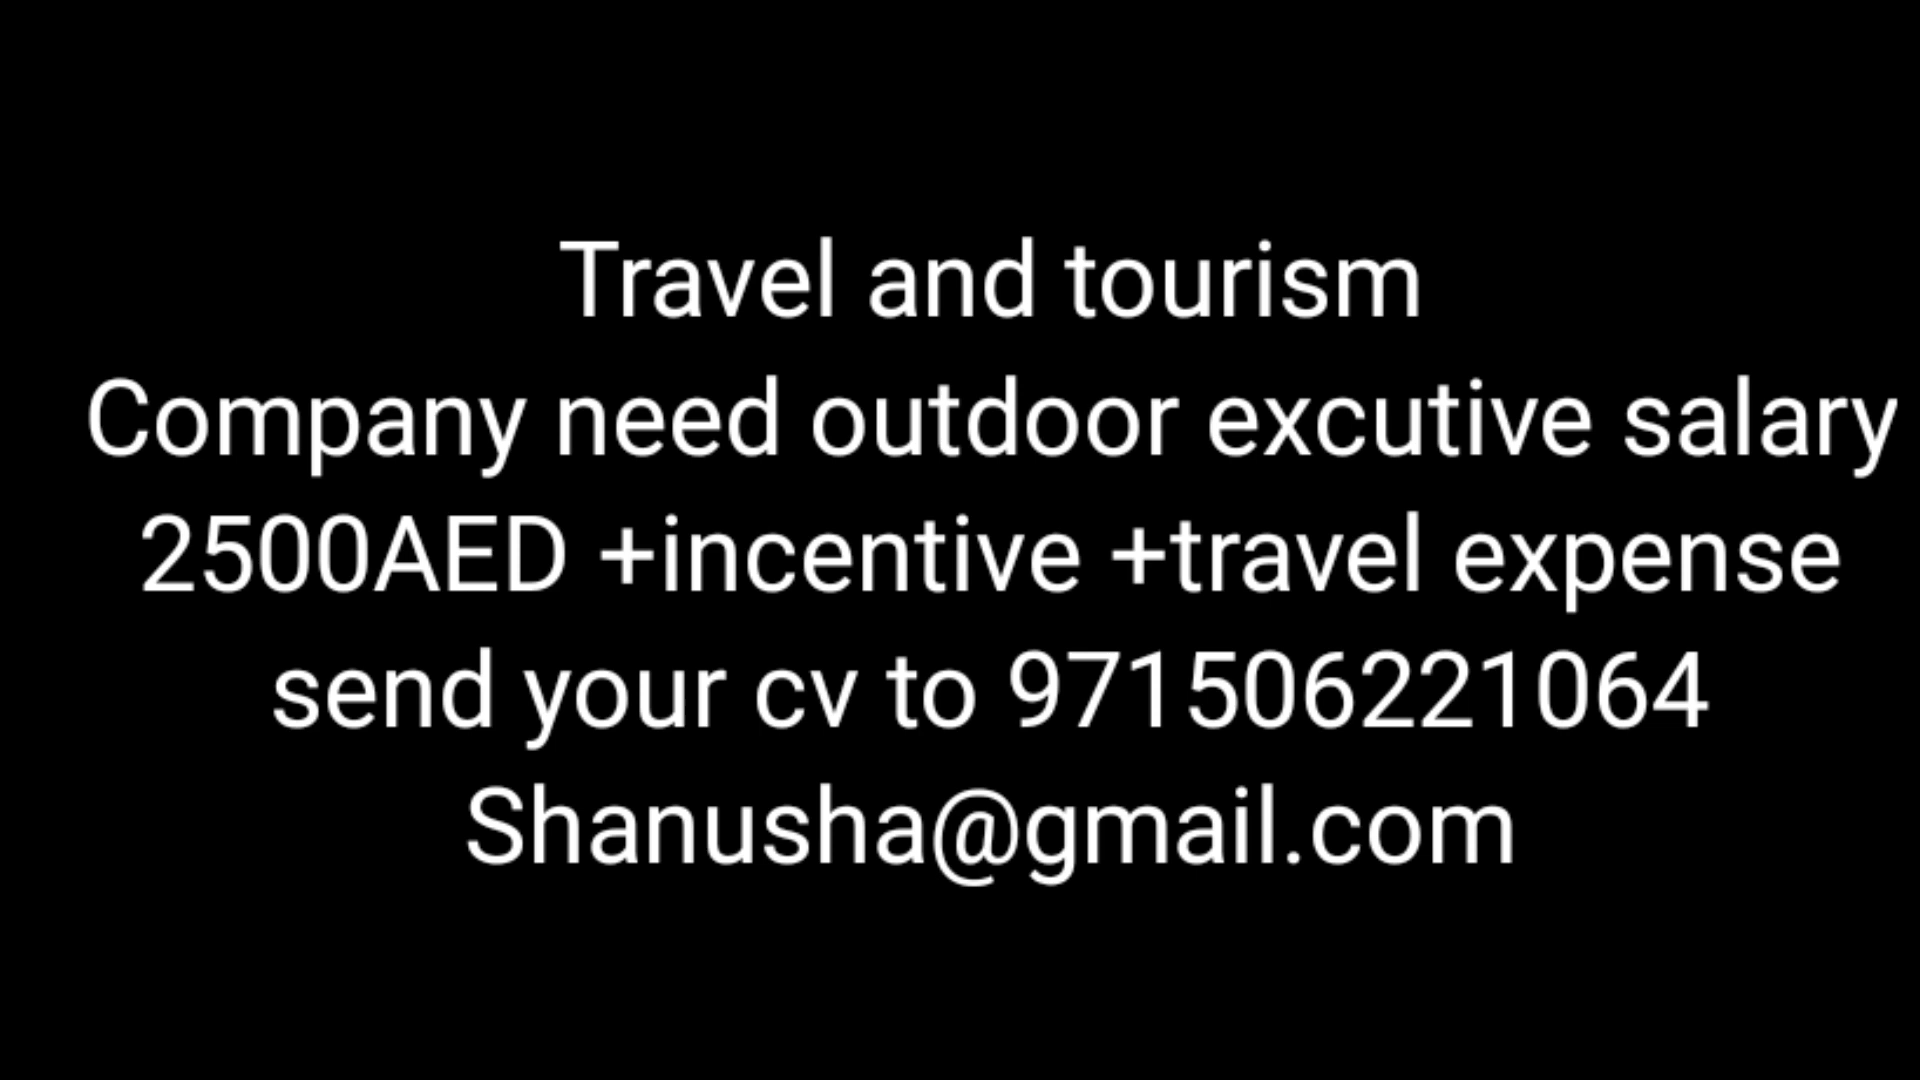 Travel and tourism
Company need outdoor excutive salary
2500AED +incentive +travel expense
send your cv to 971506221064
Shanusha@gmail.com